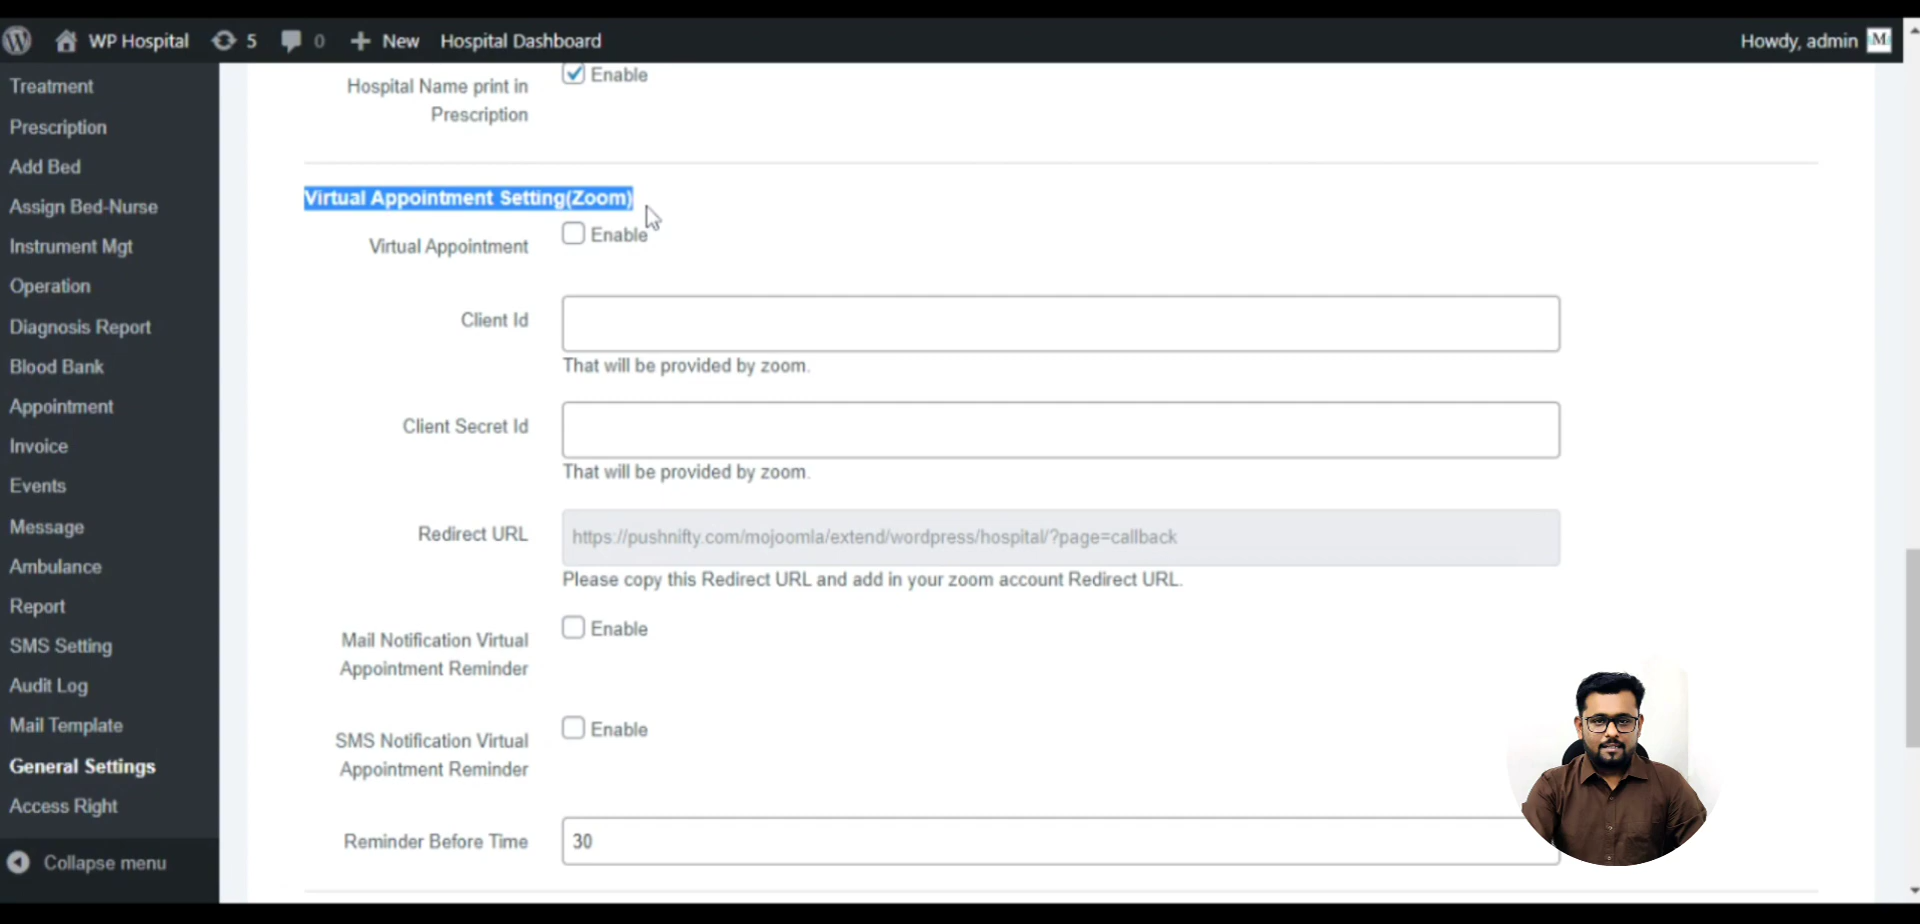 WP Hospital 5 0 New Hospital Dashboard Howdy, admin M
Treatment
Prescription
Add Bed
Assign Bed-Nurse
Instrument Mgt
Operation
Diagnosis Report
Blood Bank
Appointment
Invoice
Events
Message
Ambulance
Report
SMS Setting
Audit Log
Mail Template
General Settings
Access Right
Collapse menu
Hospital Name print in
Prescription
Enable
Virtual Appointment Setting(Zoom)
Virtual Appointment
Enable
Client Id
That will be provided by zoom.
Client Secret Id
That will be provided by zoom.
Redirect URL
https://pushnifty.com/mojoomla/extend/wordpress/hospital/?page=callback
Please copy this Redirect URL and add in your zoom account Redirect URL.
Mail Notification Virtual
Appointment Reminder
Enable
SMS Notification Virtual
Appointment Reminder
Enable
Reminder Before Time
30